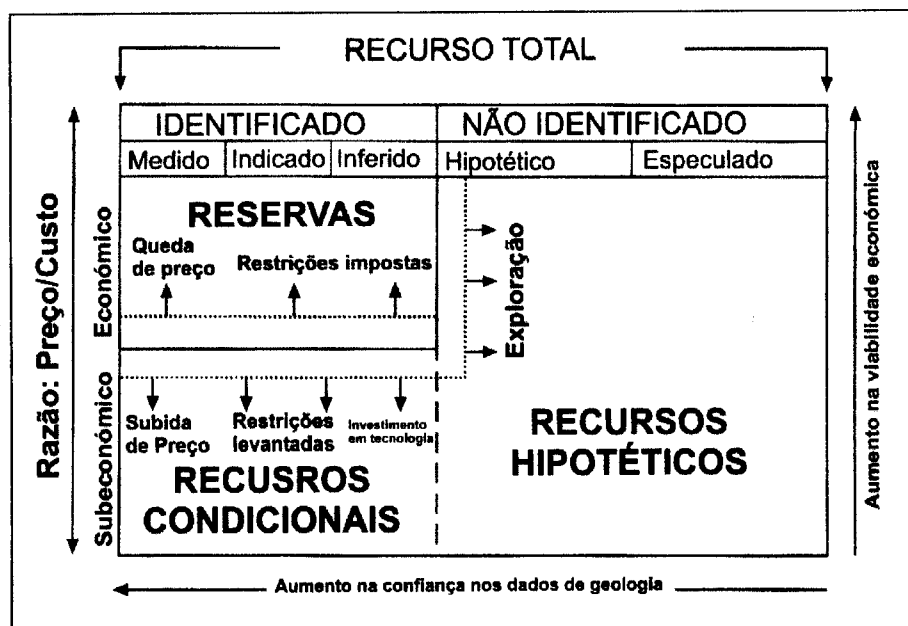 RECURSO TOTAL
IDENTIFICADO
NÃO IDENTIFICADO
Medido
Indicado
Inferido
Hipotético
Especulado
Razão: Preço/Custo
Económico
Subeconómico
RESERVAS
Queda
de preço
Restrições impostas
Exploração
Subida
de Preço
Restrições
levantadas
Investimento
em tecnologia
RECUSROS
CONDICIONAIS
RECURSOS
HIPOTÉTICOS
Aumento na viabilidade económica
Aumento na confiança nos dados de geologia